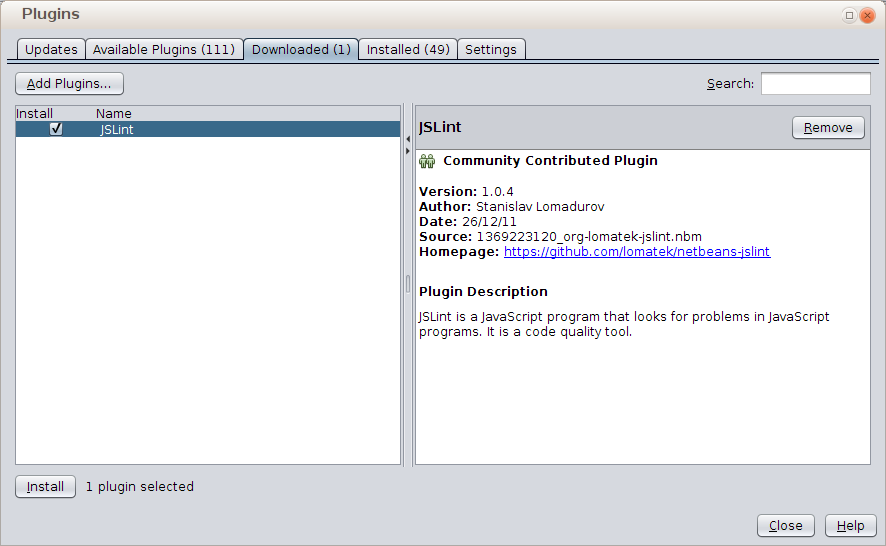 Plugins
Updates
Available Plugins (111)
Downloaded (1)
Installed (49)
Settings
Add Plugins...
Search:
Install Name
JSLint
JSLint
Remove
Community Contributed Plugin
Version: 1.0.4
Author: Stanislav Lomadurov
Date: 26/12/11
Source: 1369223120_org-lomatek-jslint.nbm
Homepage: https://github.com/lomatek/netbeans-jslint
Plugin Description
JSLint is a JavaScript program that looks for problems in JavaScript
programs. It is a code quality tool.
Install
1 plugin selected
Close
Help